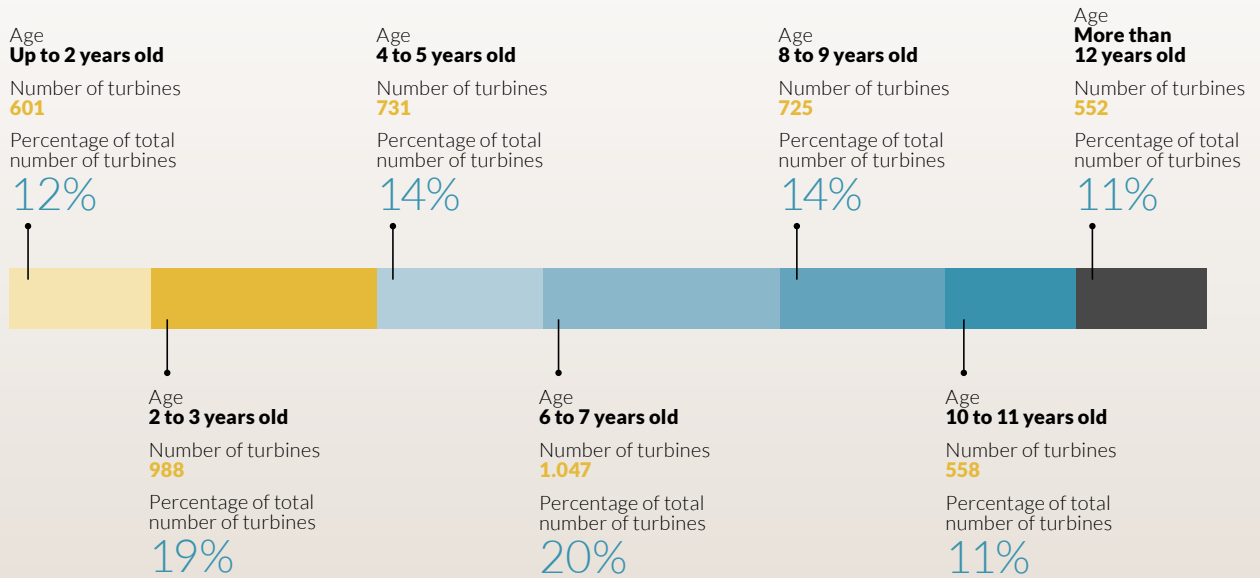 Age
Up to 2 years old
Number of turbines
601
Percentage of total
number of turbines
12%
Age
2 to 3 years old
Number of turbines
988
Percentage of total
number of turbines
19%
Age
4 to 5 years old
Number of turbines
731
Percentage of total
number of turbines
14%
Age
6 to 7 years old
Number of turbines
1.047
Percentage of total
number of turbines
20%
Age
8 to 9 years old
Number of turbines
725
Percentage of total
number of turbines
14%
Age
10 to 11 years old
Number of turbines
558
Percentage of total
number of turbines
11%
Age
More than
12 years old
Number of turbines
552
Percentage of total
number of turbines
11%